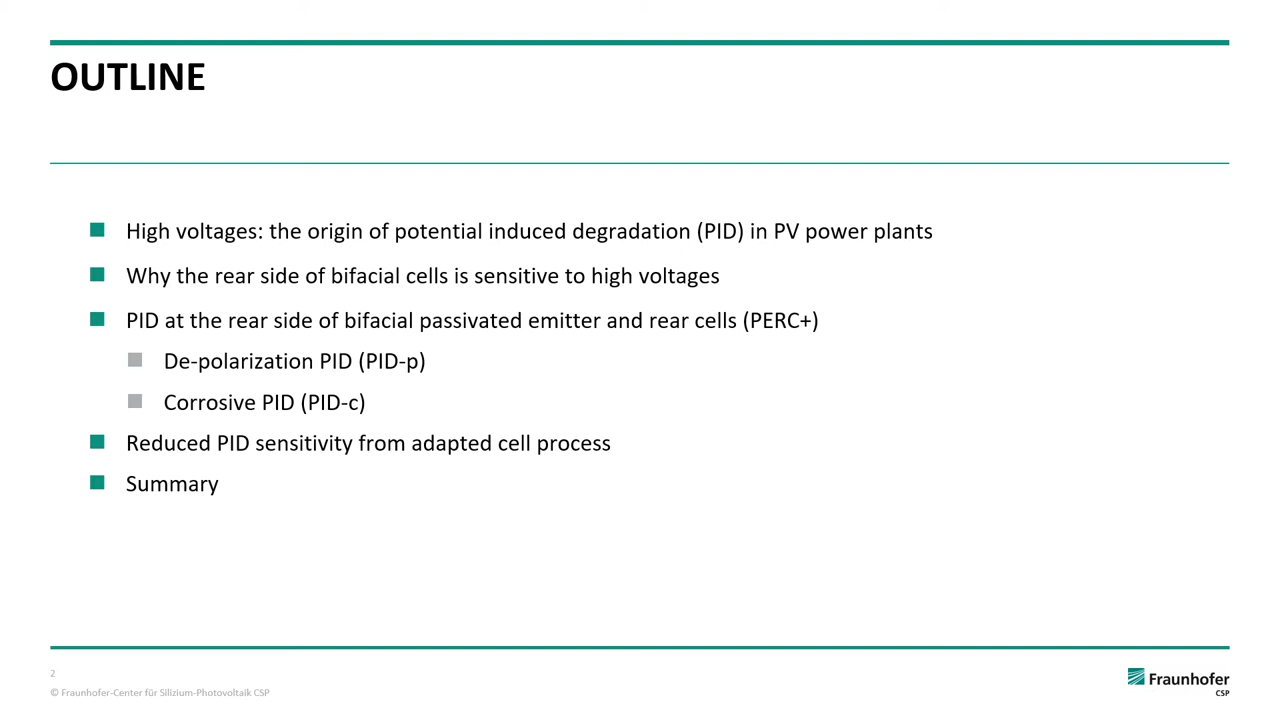 OUTLINE
High voltages: the origin of potential induced degradation (PID) in PV power plants
Why the rear side of bifacial cells is sensitive to high voltages
PID at the rear side of bifacial passivated emitter and rear cells (PERC+)
De-polarization PID (PID-p)
Corrosive PID (PID-c)
Reduced PID sensitivity from adapted cell process
Summary
2
© Fraunhofer-Center für Silizium-Photovoltaik CSP
Fraunhofer
CSP